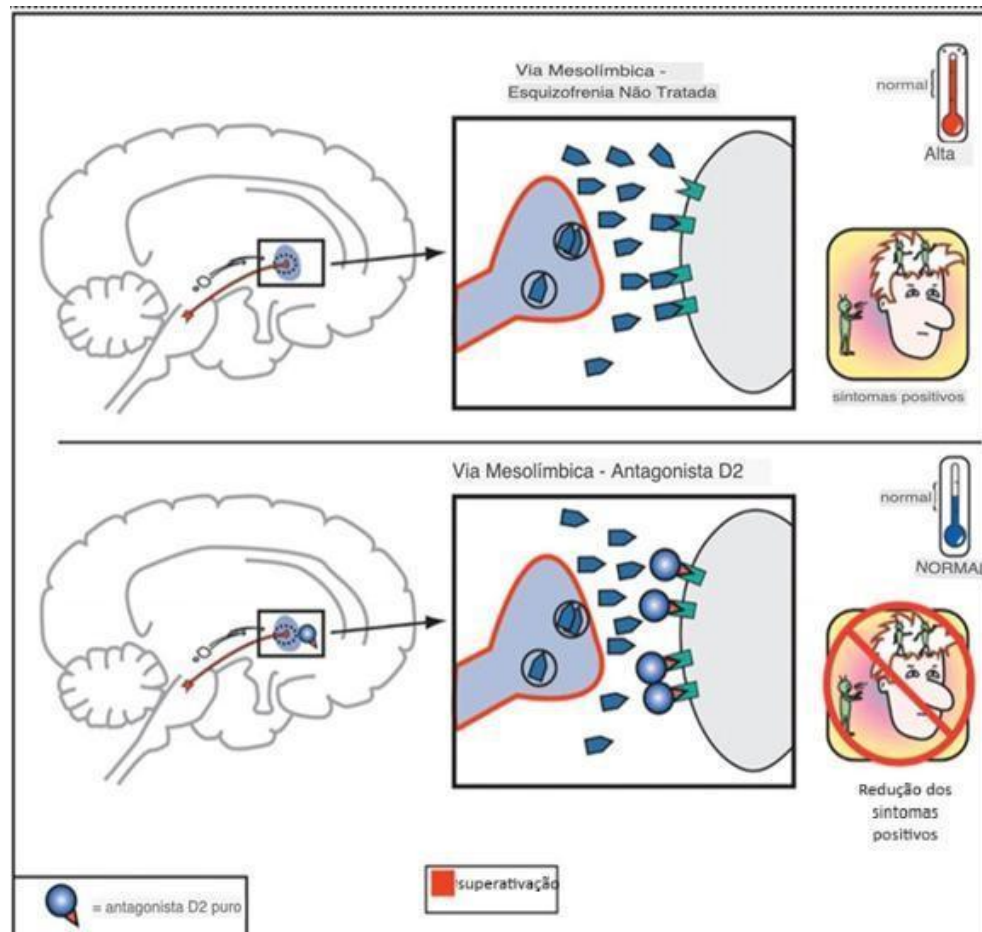 Via Mesolímbica -
Esquizofrenia Não Tratada
normal
Alta
sintomas positivos
Via Mesolímbica - Antagonista D2
normal
NORMAL
Redução dos
sintomas
positivos
= antagonista D2 puro
superativação